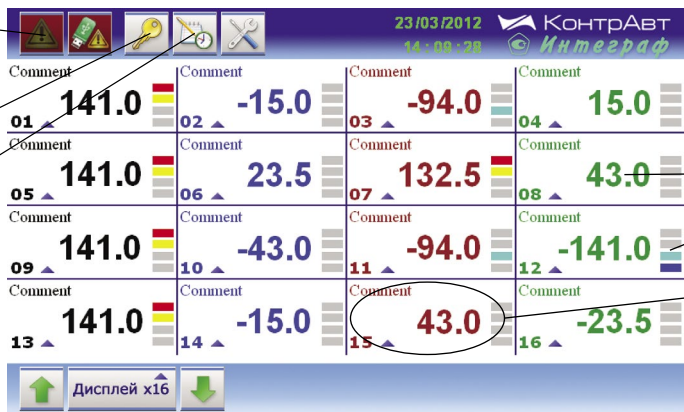 23/03/2012 КонтрАвт
14:09:28 © Интеграф
Comment Comment Comment Comment
141.0 -15.0 -94.0 15.0
01 02 03 04
Comment Comment Comment Comment
141.0 23.5 132.5 43.0
05 06 07 08
Comment Comment Comment Comment
141.0 -43.0 -94.0 -141.0
09 10 11 12
Comment Comment Comment Comment
141.0 -15.0 43.0 -23.5
13 14 15 16
Дисплей x16